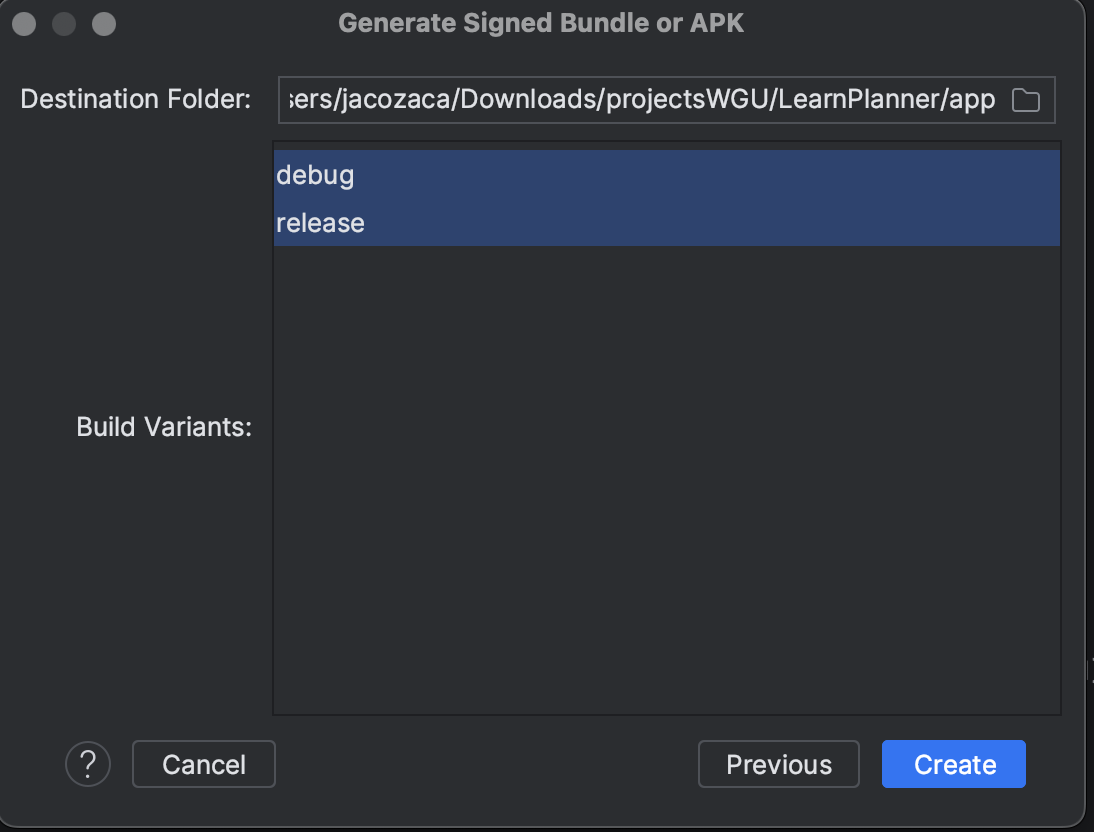 Generate Signed Bundle or APK
Destination Folder: sers/jacozaca/Downloads/projectsWGU/LearnPlanner/app
debug
release
Build Variants:
? Cancel Previous Create